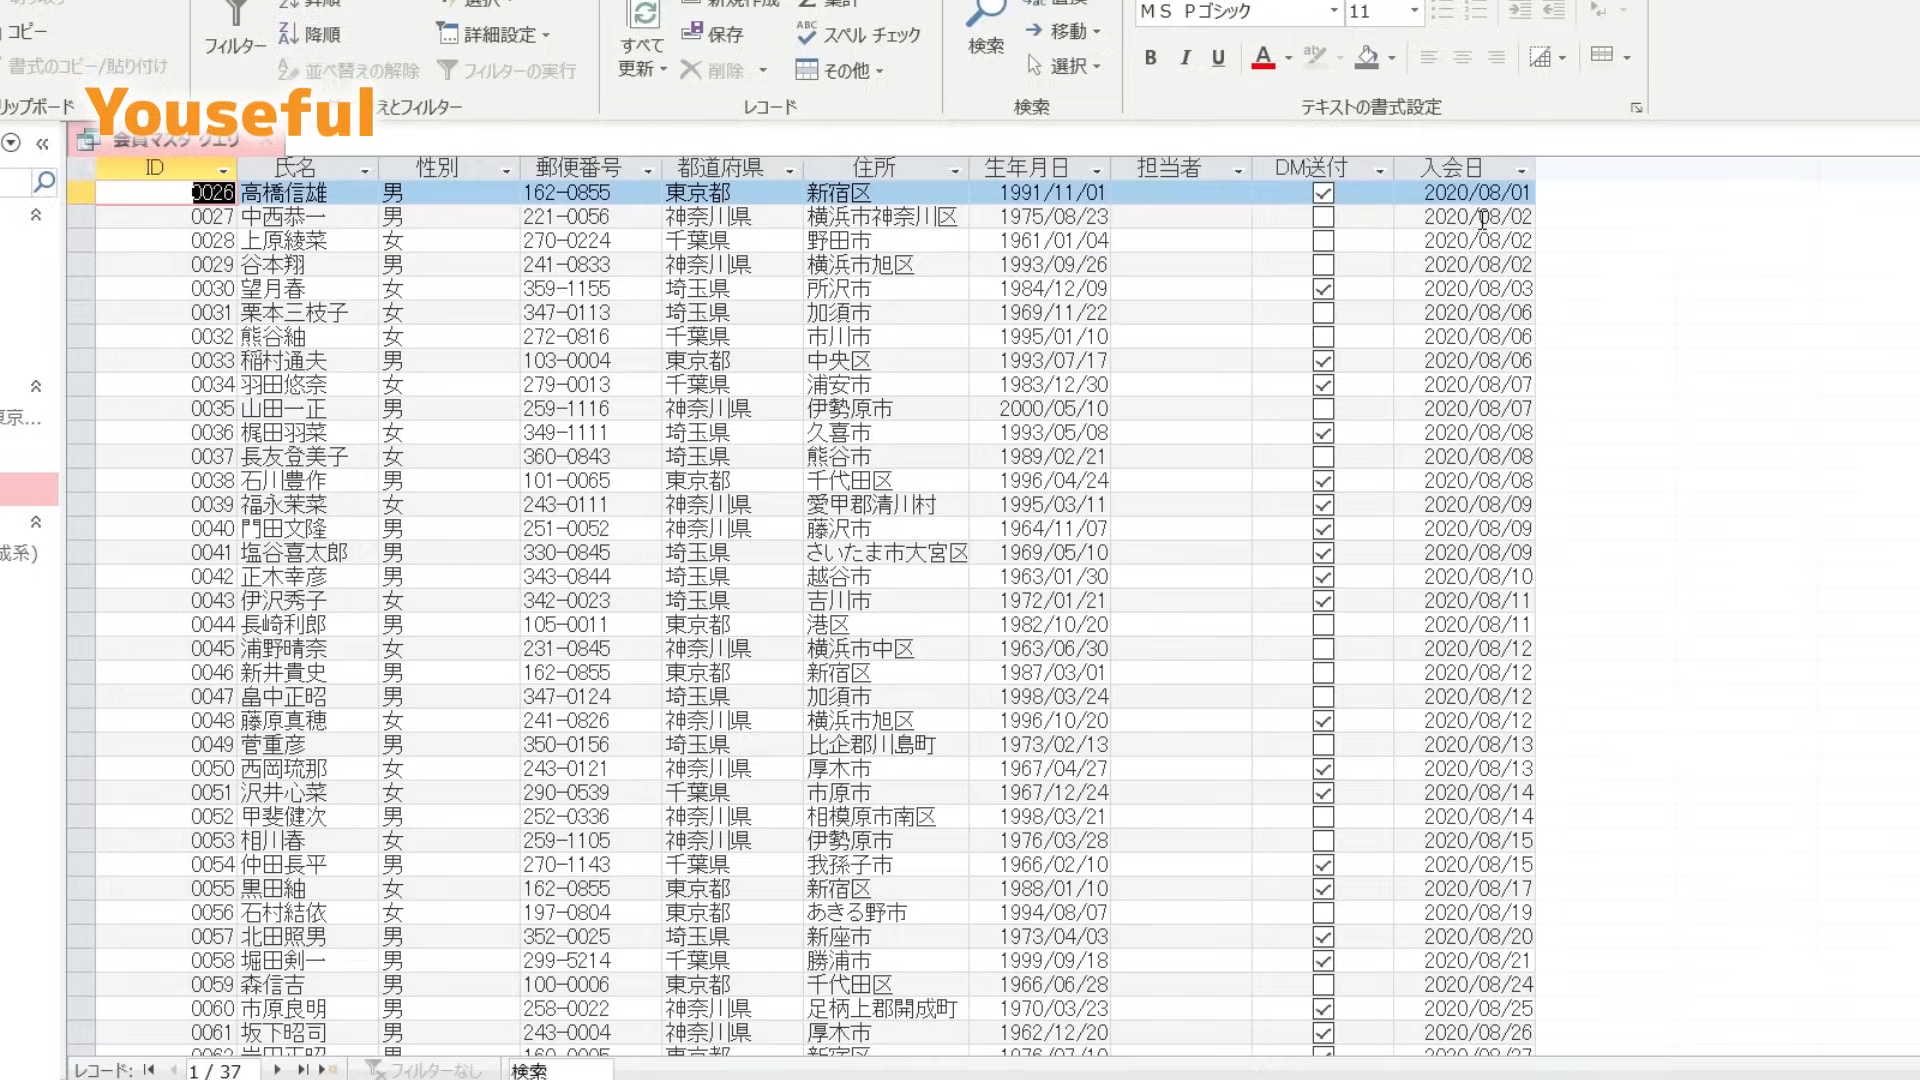 コピー
書式のコピー/貼り付け
フィルター
降順
並べ替えの解除
詳細設定
フィルターの実行
すべて
更新
保存
削除
スペル チェック
その他
レコード
検索
移動
選択
検索
MS Pゴシック
11
B I U A
テキストの書式設定
Youseful
会員マスタ クエリ
ID 氏名 性別 郵便番号 都道府県 住所 生年月日 担当者 DM送付 入会日
0026 高橋信雄 男 162-0855 東京都 新宿区 1991/11/01 2020/08/01
0027 中西恭一 男 221-0056 神奈川県 横浜市神奈川区 1975/08/23 2020/08/02
0028 上原綾菜 女 270-0224 千葉県 野田市 1961/01/04 2020/08/02
0029 谷本翔 男 241-0833 神奈川県 横浜市旭区 1993/09/26 2020/08/02
0030 望月春 女 359-1155 埼玉県 所沢市 1984/12/09 2020/08/03
0031 栗本三枝子 女 347-0113 埼玉県 加須市 1969/11/22 2020/08/06
0032 熊谷紬 女 272-0816 千葉県 市川市 1995/01/10 2020/08/06
0033 稲村通夫 男 103-0004 東京都 中央区 1993/07/17 2020/08/06
0034 羽田悠奈 女 279-0013 千葉県 浦安市 1983/12/30 2020/08/07
0035 山田一正 男 259-1116 神奈川県 伊勢原市 2000/05/10 2020/08/07
0036 梶田羽菜 女 349-1111 埼玉県 久喜市 1993/05/08 2020/08/08
0037 長友登美子 女 360-0843 埼玉県 熊谷市 1989/02/21 2020/08/08
0038 石川豊作 男 101-0065 東京都 千代田区 1996/04/24 2020/08/08
0039 福永茉菜 女 243-0111 神奈川県 愛甲郡清川村 1995/03/11 2020/08/09
0040 門田文隆 男 251-0052 神奈川県 藤沢市 1964/11/07 2020/08/09
0041 塩谷喜太郎 男 330-0845 埼玉県 さいたま市大宮区 1969/05/10 2020/08/09
0042 正木幸彦 男 343-0844 埼玉県 越谷市 1963/01/30 2020/08/10
0043 伊沢秀子 女 342-0023 埼玉県 吉川市 1972/01/21 2020/08/11
0044 長崎利郎 男 105-0011 東京都 港区 1982/10/20 2020/08/11
0045 浦野晴奈 女 231-0845 神奈川県 横浜市中区 1963/06/30 2020/08/12
0046 新井貴史 男 162-0855 東京都 新宿区 1987/03/01 2020/08/12
0047 畠中正昭 男 347-0124 埼玉県 加須市 1998/03/24 2020/08/12
0048 藤原真穂 女 241-0826 神奈川県 横浜市旭区 1996/10/20 2020/08/12
0049 菅重彦 男 350-0156 埼玉県 比企郡川島町 1973/02/13 2020/08/13
0050 西岡琉那 女 243-0121 神奈川県 厚木市 1967/04/27 2020/08/13
0051 沢井心菜 女 290-0539 千葉県 市原市 1967/12/24 2020/08/14
0052 甲斐健次 男 252-0336 神奈川県 相模原市南区 1998/03/21 2020/08/14
0053 相川春 女 259-1105 神奈川県 伊勢原市 1976/03/28 2020/08/15
0054 仲田長平 男 270-1143 千葉県 我孫子市 1966/02/10 2020/08/15
0055 黒田紬 女 162-0855 東京都 新宿区 1988/01/10 2020/08/17
0056 石村結依 女 197-0804 東京都 あきる野市 1994/08/07 2020/08/19
0057 北田照男 男 352-0025 埼玉県 新座市 1973/04/03 2020/08/20
0058 堀田剣一 男 299-5214 千葉県 勝浦市 1999/09/18 2020/08/21
0059 森信吉 男 100-0006 東京都 千代田区 1966/06/28 2020/08/24
0060 市原良明 男 258-0022 神奈川県 足柄上郡開成町 1970/03/23 2020/08/25
0061 坂下昭司 男 243-0004 神奈川県 厚木市 1962/12/20 2020/08/26
レコード: 1 / 37 フィルターなし 検索